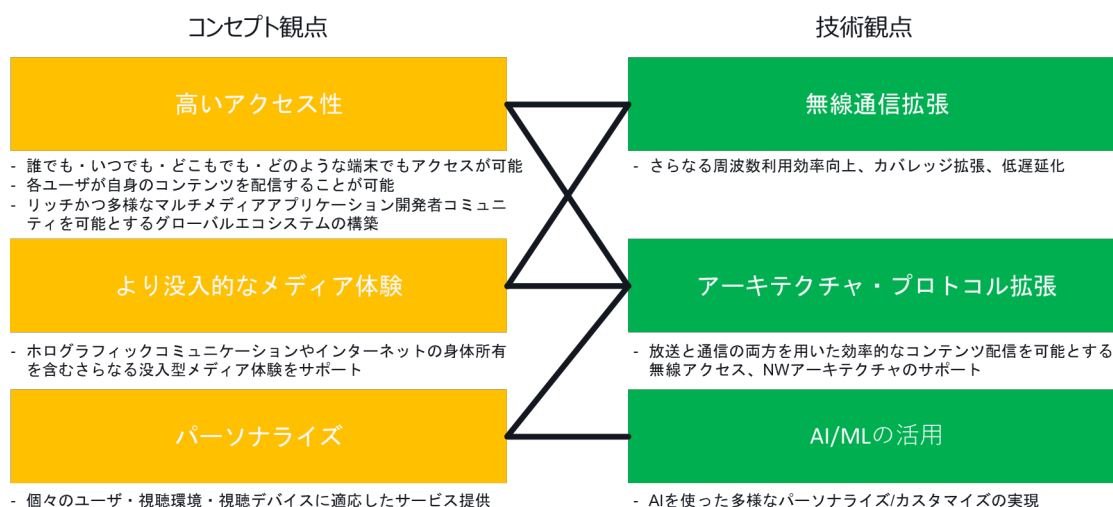 コンセプト観点
技術観点
高いアクセス性
無線通信拡張
- 誰でも・いつでも・どこもでも・どのような端末でもアクセスが可能
- 各ユーザが自身のコンテンツを配信することが可能
- リッチかつ多様なマルチメディアアプリケーション開発者コミュニ
ティを可能とするグローバルエコシステムの構築
- さらなる周波数利用効率向上、カバレッジ拡張、低遅延化
より没入的なメディア体験
アーキテクチャ・プロトコル拡張
- ホログラフィックコミュニケーションやインターネットの身体所有
を含むさらなる没入型メディア体験をサポート
- 放送と通信の両方を用いた効率的なコンテンツ配信を可能とする
無線アクセス、NWアーキテクチャのサポート
パーソナライズ
AI/MLの活用
- 個々のユーザ・視聴環境・視聴デバイスに適応したサービス提供
- AIを使った多様なパーソナライズ/カスタマイズの実現